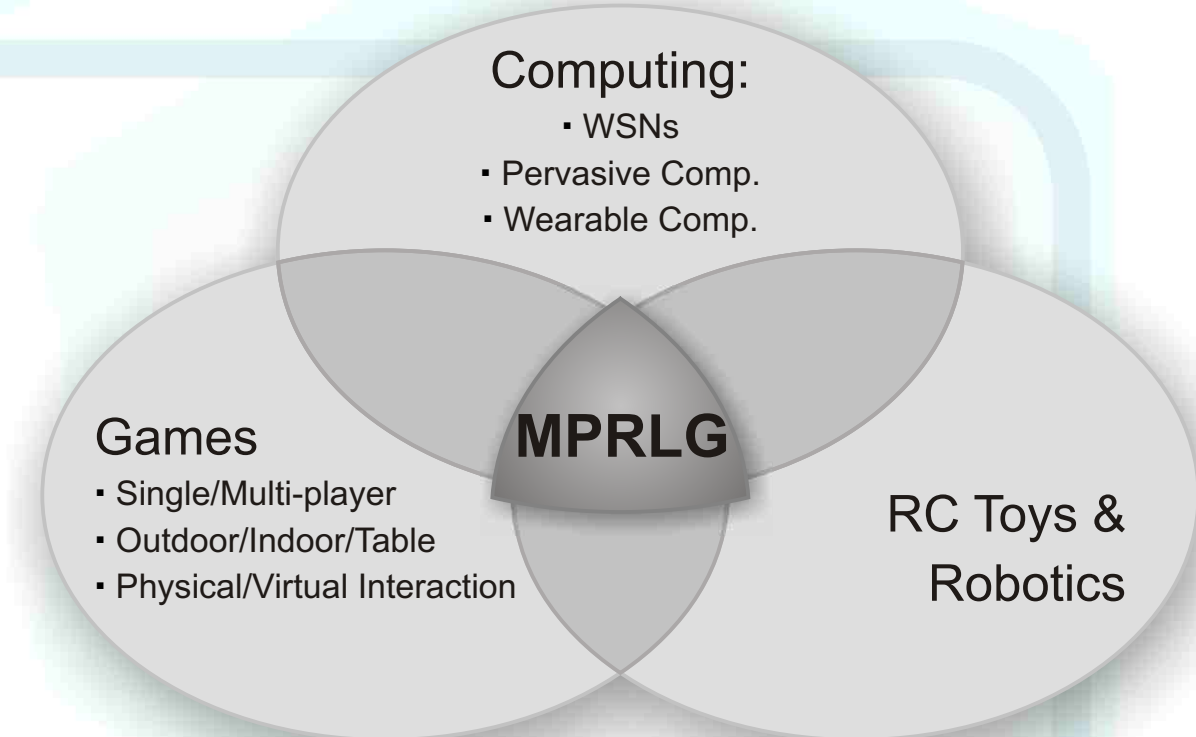 Computing:
▪ WSNs
▪ Pervasive Comp.
▪ Wearable Comp.
MPRLG
Games
▪ Single/Multi-player
▪ Outdoor/Indoor/Table
▪ Physical/Virtual Interaction
RC Toys &
Robotics